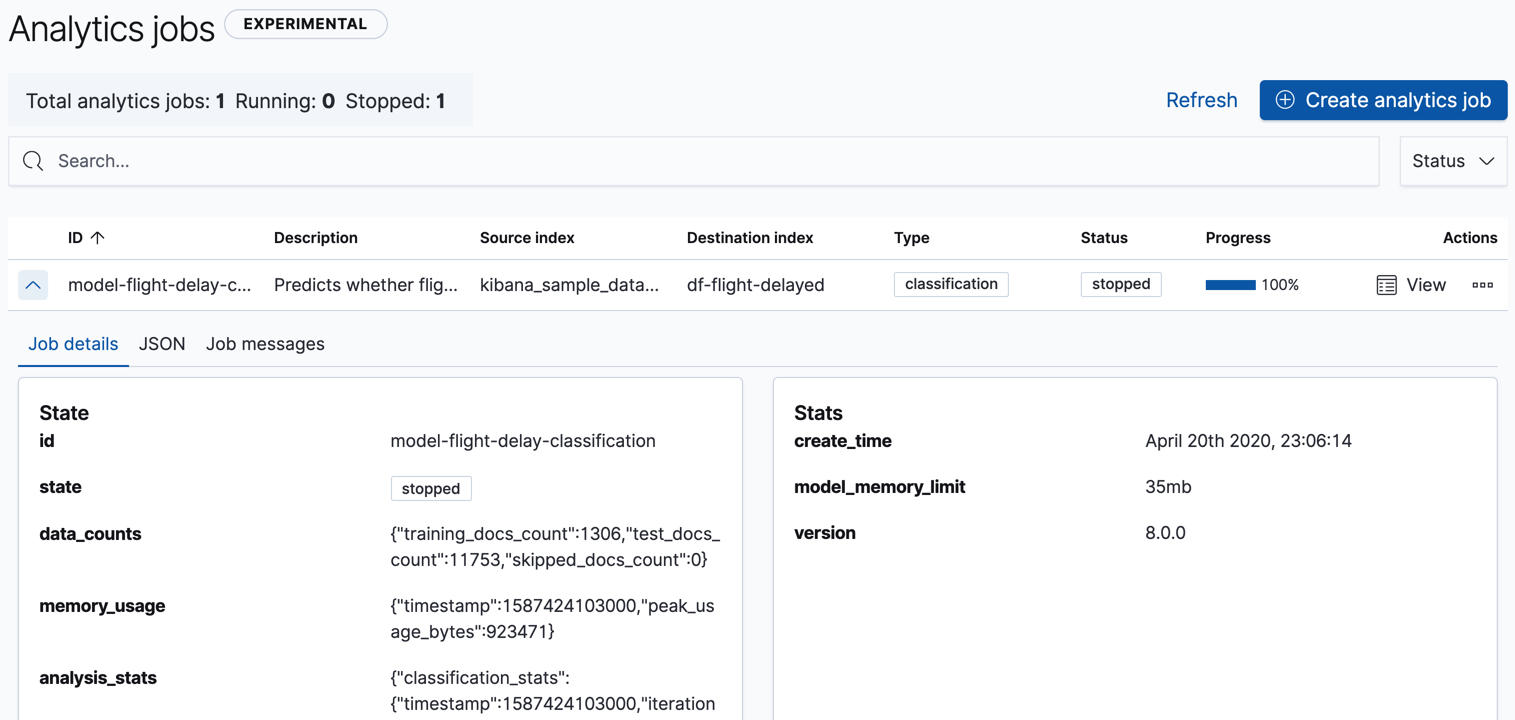 Analytics jobs EXPERIMENTAL
Total analytics jobs: 1 Running: 0 Stopped: 1
Refresh
Create analytics job
Search...
Status
ID Description Source index Destination index Type Status Progress Actions
model-flight-delay-c... Predicts whether flig... kibana_sample_data... df-flight-delayed classification stopped 100% View
Job details JSON Job messages
State
id model-flight-delay-classification
state stopped
data_counts {"training_docs_count":1306,"test_docs_
count":11753,"skipped_docs_count":0}
memory_usage {"timestamp":1587424103000,"peak_us
age_bytes":923471}
analysis_stats {"classification_stats":
{"timestamp":1587424103000,"iteration
Stats
create_time April 20th 2020, 23:06:14
model_memory_limit 35mb
version 8.0.0